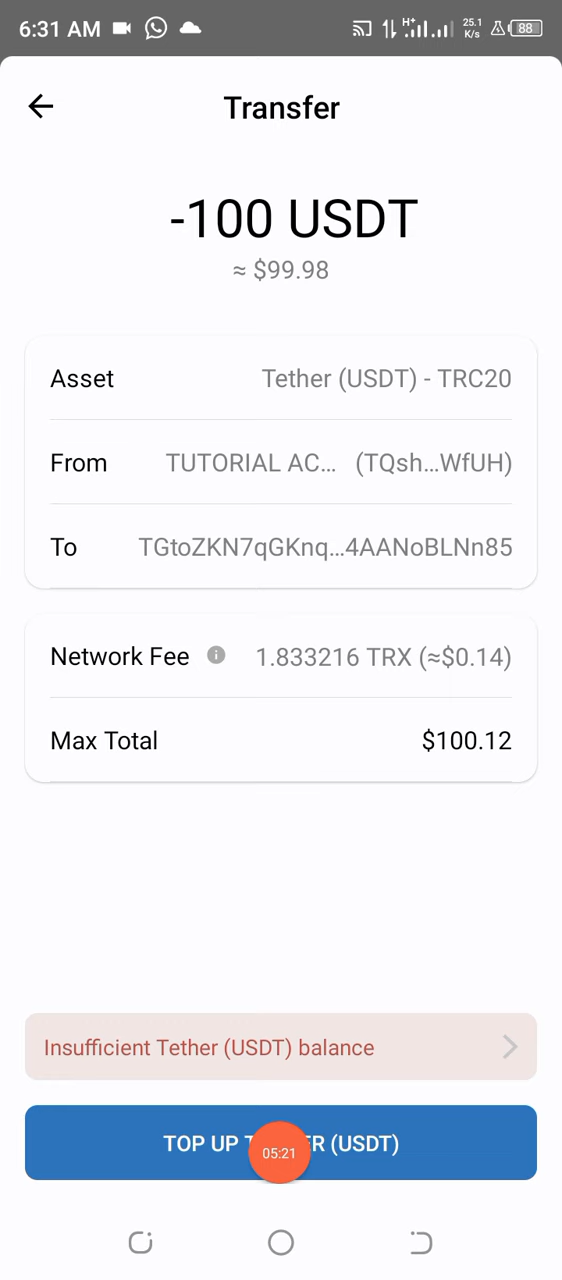 6:31 AM H+ 25.1 K/s 88
Transfer
-100 USDT
≈ $99.98
Asset Tether (USDT) - TRC20
From TUTORIAL AC... (TQsh...WfUH)
To TGtoZKN7qGKnq...4AANoBLNn85
Network Fee 1.833216 TRX (≈$0.14)
Max Total $100.12
Insufficient Tether (USDT) balance
TOP UP (USDT)
05:21